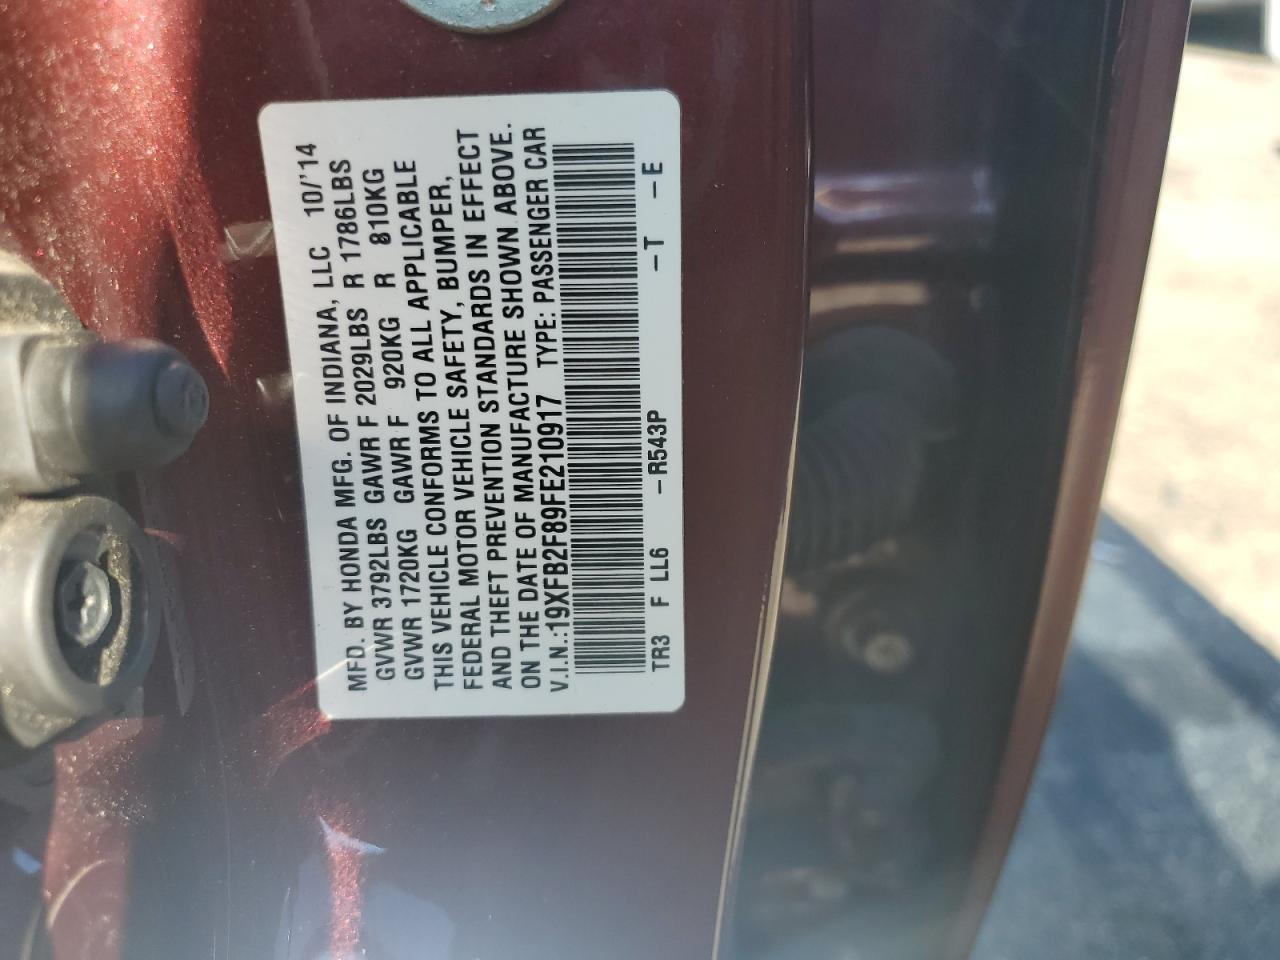 MFD. BY HONDA MFG. OF INDIANA, LLC 10/'14
GVWR 3792LBS GAWR F 2029LBS R 1786LBS
GVWR 1720KG GAWR F 920KG R 810KG
THIS VEHICLE CONFORMS TO ALL APPLICABLE
FEDERAL MOTOR VEHICLE SAFETY, BUMPER,
AND THEFT PREVENTION STANDARDS IN EFFECT
ON THE DATE OF MANUFACTURE SHOWN ABOVE.
V.I.N.:19XFB2F89FE210917 TYPE: PASSENGER CAR
TR3 F LL6 -R543P -T -E